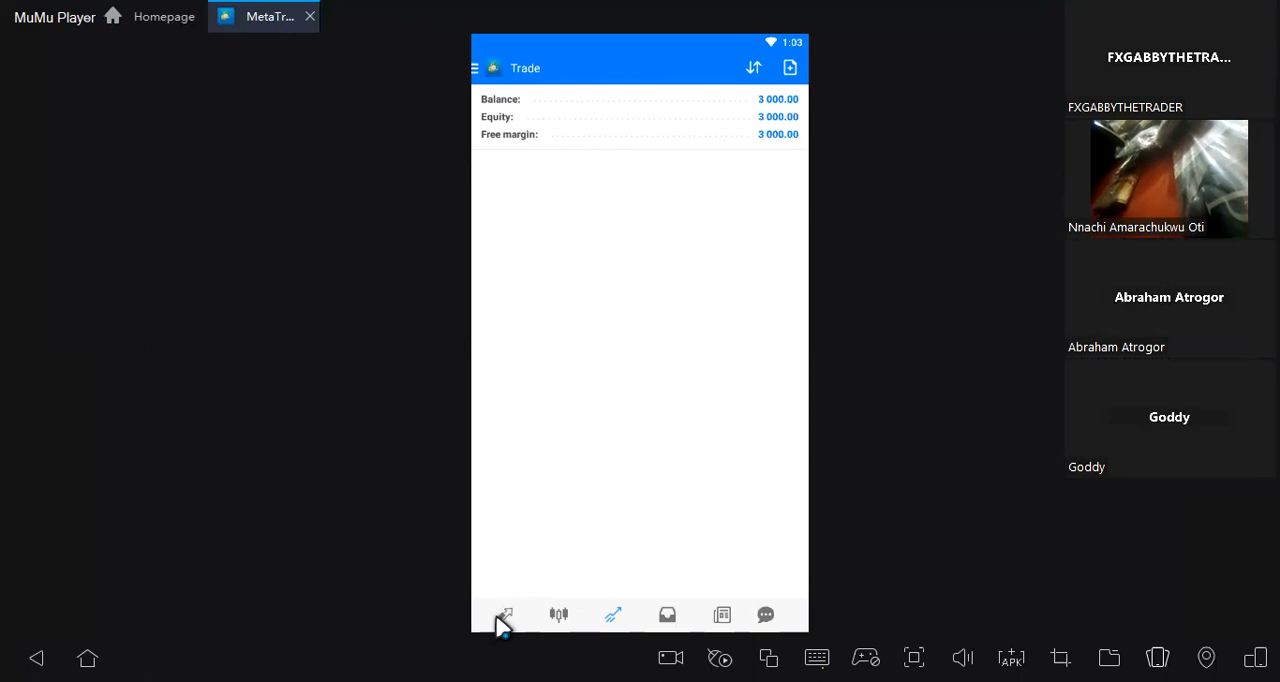 MuMu Player
Homepage
MetaTr...
1:03
Trade
Balance: 3 000.00
Equity: 3 000.00
Free margin: 3 000.00
FXGABBYTHETRA...
FXGABBYTHETRADER
Nnachi Amarachukwu Oti
Abraham Atrogor
Abraham Atrogor
Goddy
Goddy
APK